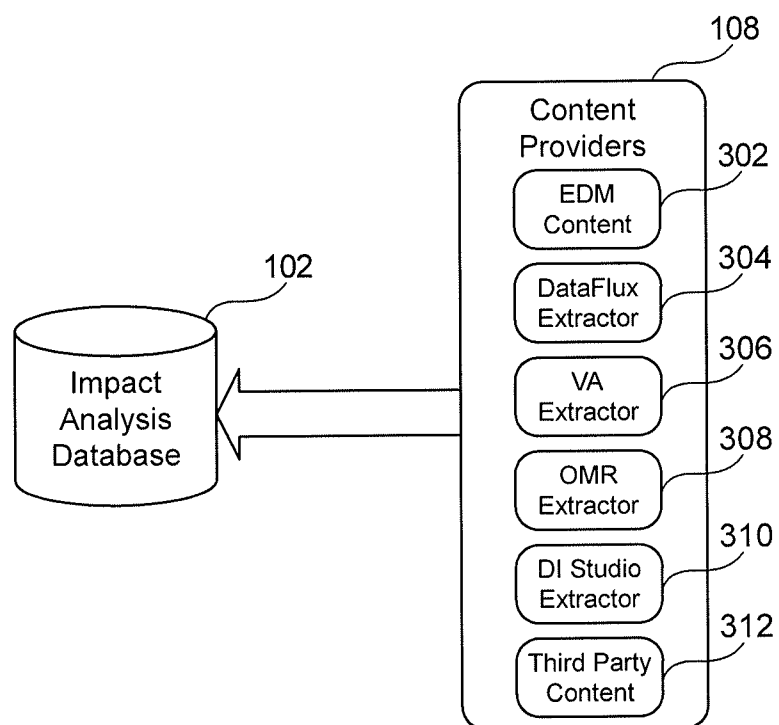 108
Content
Providers
302
EDM
Content
304
DataFlux
Extractor
102
306
VA
Extractor
Impact
Analysis
Database
308
OMR
Extractor
310
DI Studio
Extractor
312
Third Party
Content